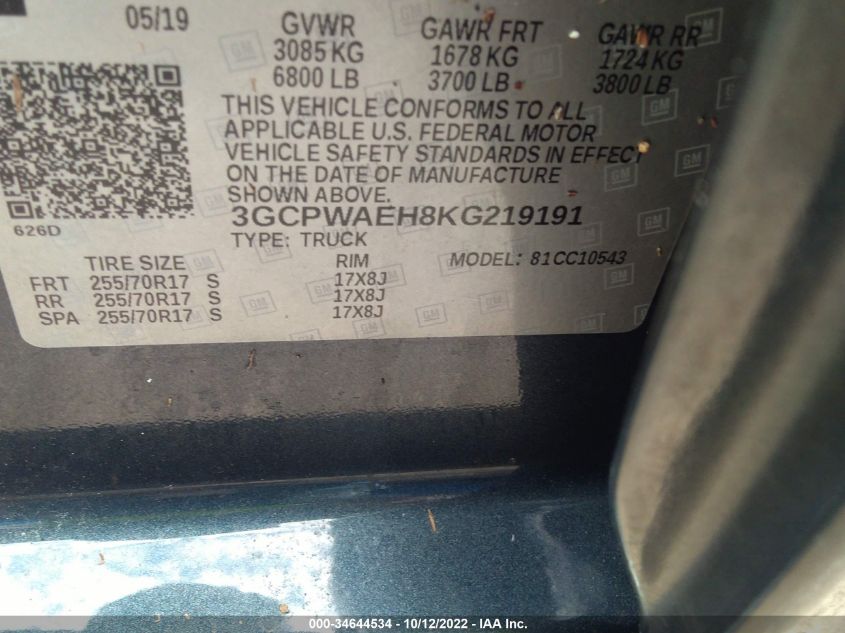 05/19 GVWR GAWR FRT GAWR RR
3085 KG 1678 KG 1724 KG
6800 LB 3700 LB 3800 LB
THIS VEHICLE CONFORMS TO ALL
APPLICABLE U.S. FEDERAL MOTOR
VEHICLE SAFETY STANDARDS IN EFFECT
ON THE DATE OF MANUFACTURE
SHOWN ABOVE.
626D 3GCPWAEH8KG219191
TYPE: TRUCK MODEL: 81CC10543
TIRE SIZE RIM
FRT 255/70R17 S 17X8J
RR 255/70R17 S 17X8J
SPA 255/70R17 S 17X8J
GM
000-34644534 - 10/12/2022 - IAA Inc.